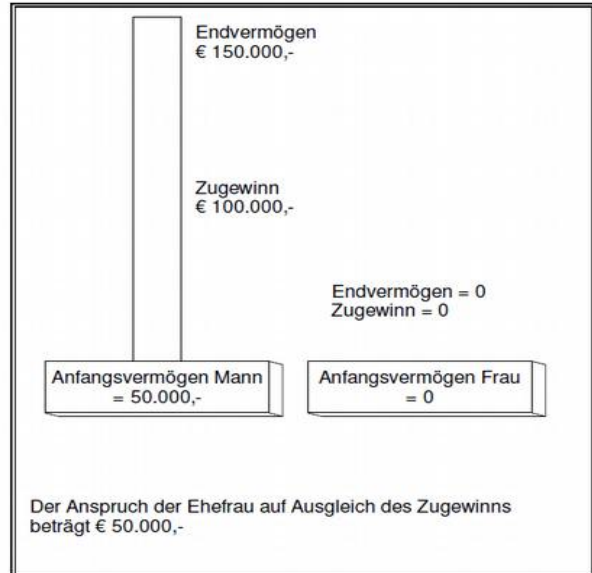 Endvermögen
€ 150.000,-
Zugewinn
€ 100.000,-
Endvermögen = 0
Zugewinn = 0
Anfangsvermögen Mann
= 50.000,-
Anfangsvermögen Frau
= 0
Der Anspruch der Ehefrau auf Ausgleich des Zugewinns
beträgt € 50.000,-